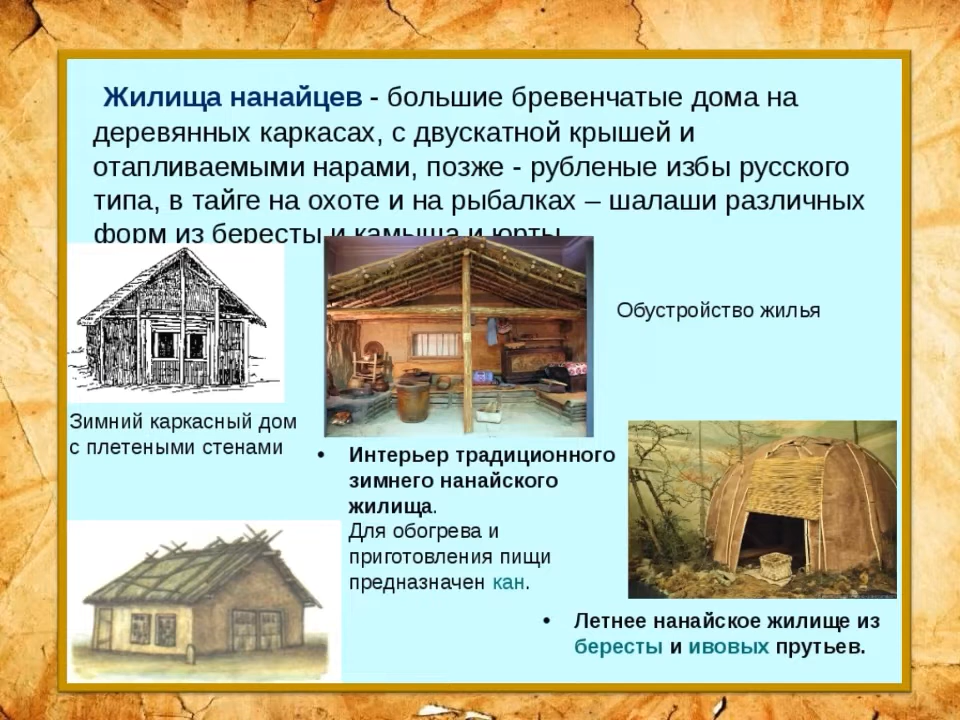 Жилища нанайцев - большие бревенчатые дома на
деревянных каркасах, с двускатной крышей и
отапливаемыми нарами, позже - рубленые избы русского
типа, в тайге на охоте и на рыбалках – шалаши различных
форм из бересты и камыша и юрты
Обустройство жилья
Зимний каркасный дом
с плетеными стенами
• Интерьер традиционного
зимнего нанайского
жилища.
Для обогрева и
приготовления пищи
предназначен кан.
• Летнее нанайское жилище из
бересты и ивовых прутьев.